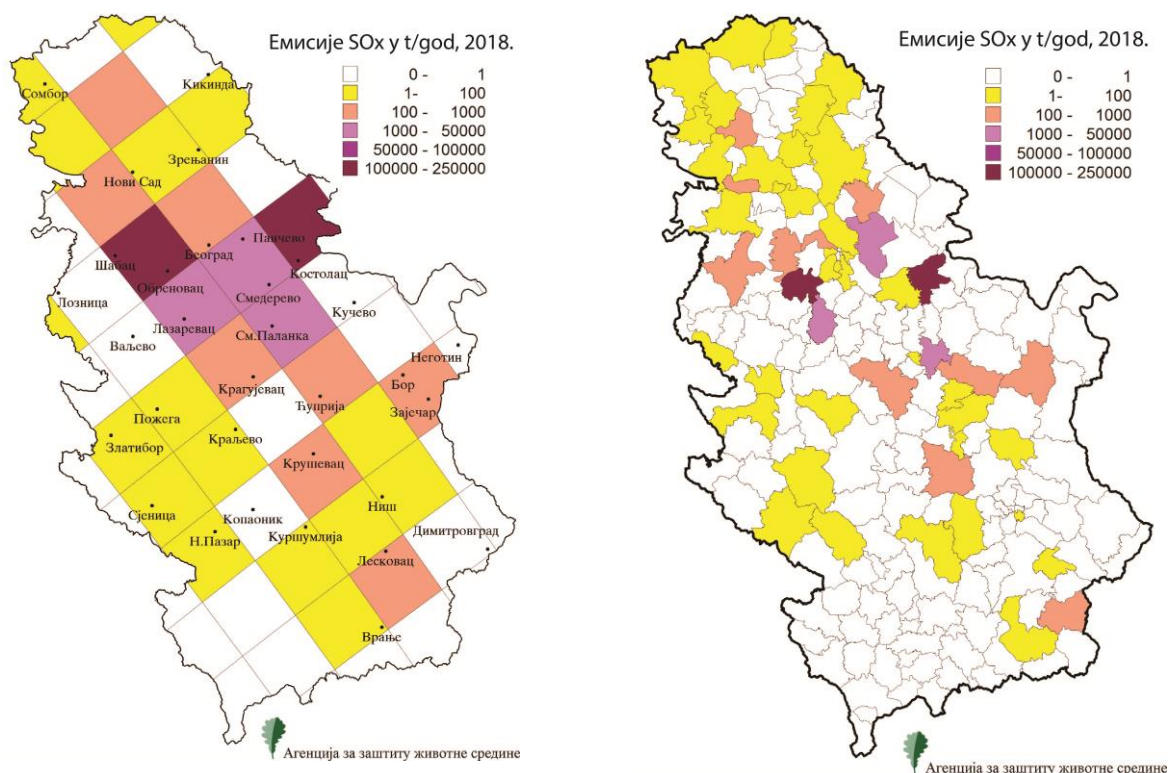 Емисије SOx у t/год, 2018.
0 - 1
1- 100
100 - 1000
1000 - 50000
50000 - 100000
100000 - 250000
Кикинда
Сомбор
Зрењанин
Нови Сад
Панчево
Београд
Шабац
Костолац
Обреновац
Смедерево
Лозница
Кучево
Лазаревац
См.Паланка
Ваљево
Неготин
Крагујевац
Бор
Ћуприја
Зајечар
Пожега
Краљево
Златибор
Крушевац
Ниш
Сјеница
Копаоник
Н.Пазар
Куршумлија
Димитровград
Лесковац
Врање
Агенција за заштиту животне средине
Емисије SOx у t/год, 2018.
0 - 1
1- 100
100 - 1000
1000 - 50000
50000 - 100000
100000 - 250000
Агенција за заштиту животне средине